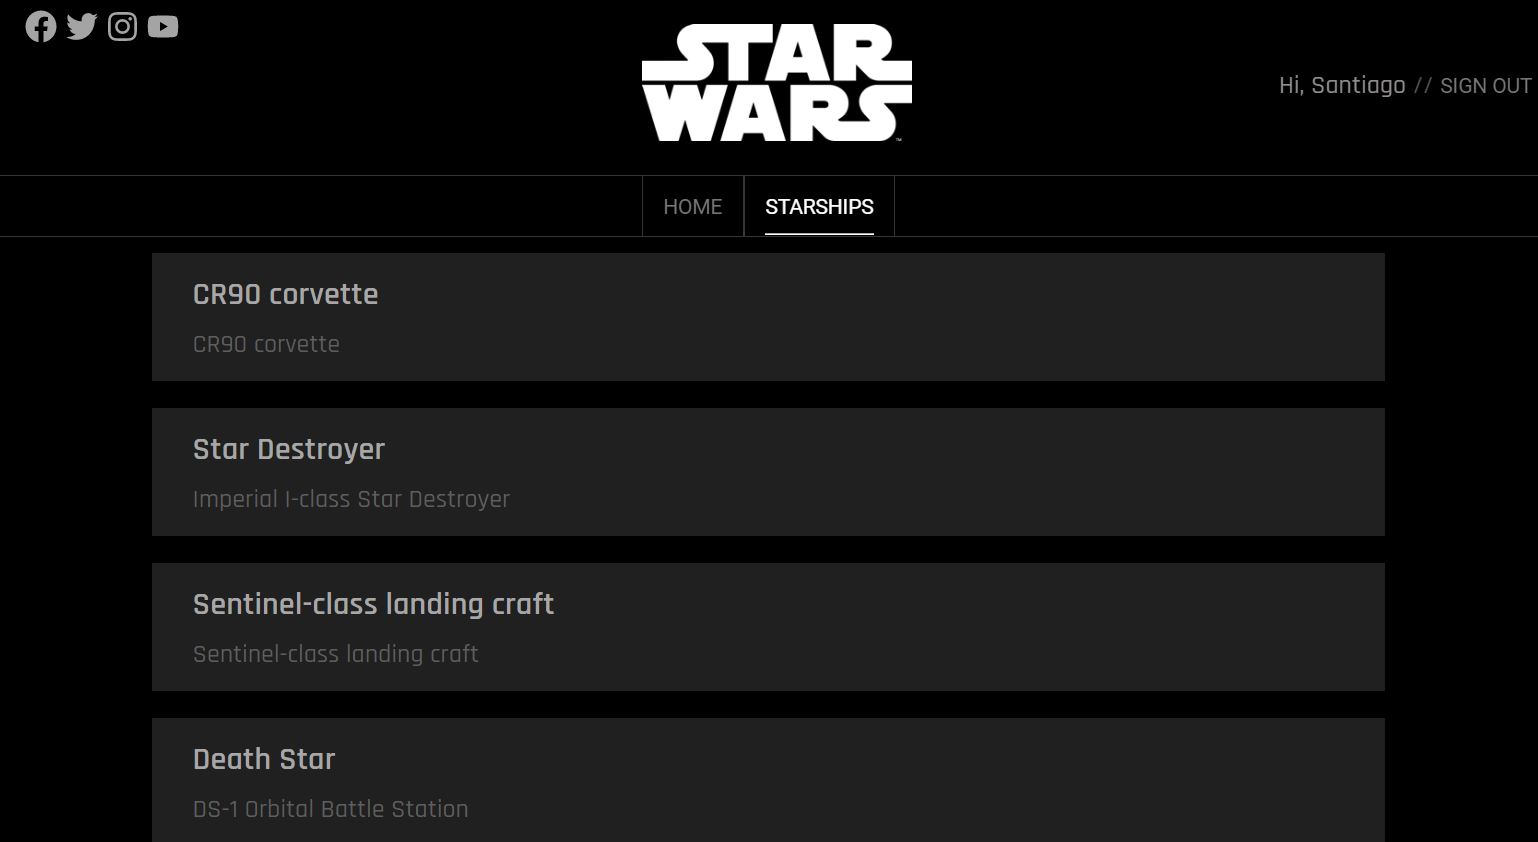 STAR
WARS
™
Hi, Santiago // SIGN OUT
HOME
STARSHIPS
CR90 corvette
CR90 corvette
Star Destroyer
Imperial I-class Star Destroyer
Sentinel-class landing craft
Sentinel-class landing craft
Death Star
DS-1 Orbital Battle Station